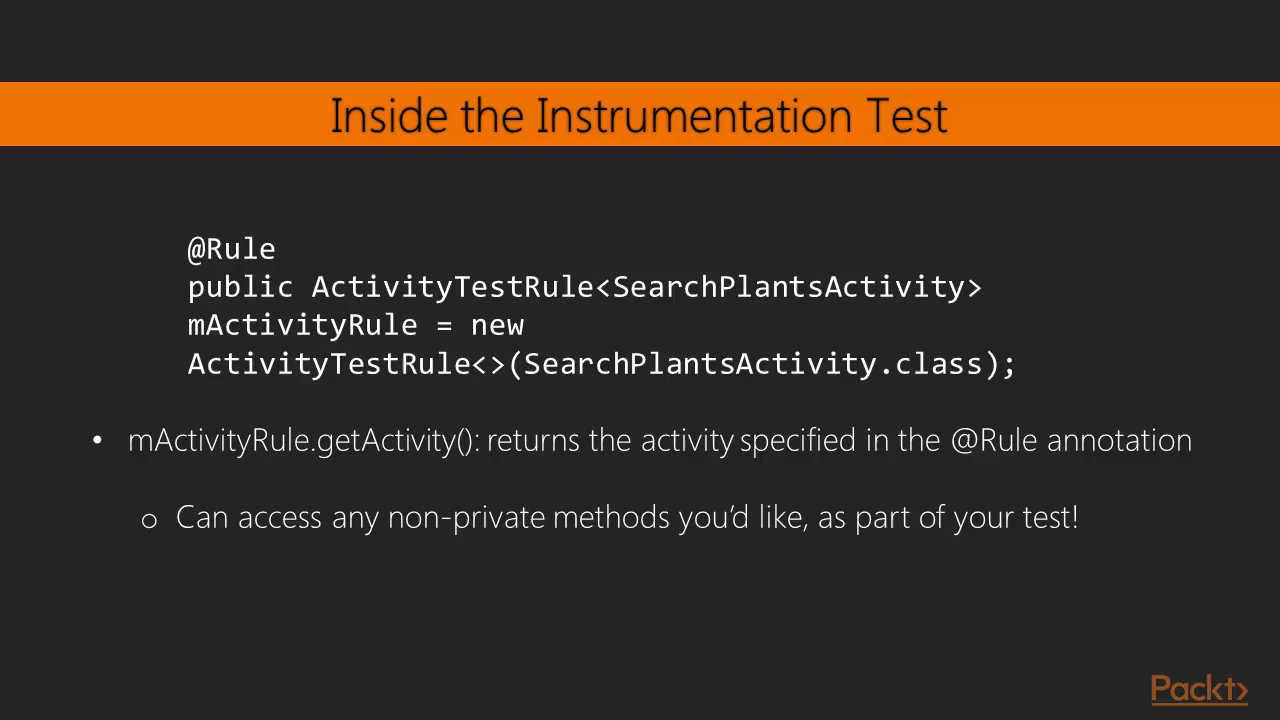 Inside the Instrumentation Test
@Rule
public ActivityTestRule<SearchPlantsActivity>
mActivityRule = new
ActivityTestRule<>(SearchPlantsActivity.class);
• mActivityRule.getActivity(): returns the activity specified in the @Rule annotation
o Can access any non-private methods you’d like, as part of your test!
Packt>